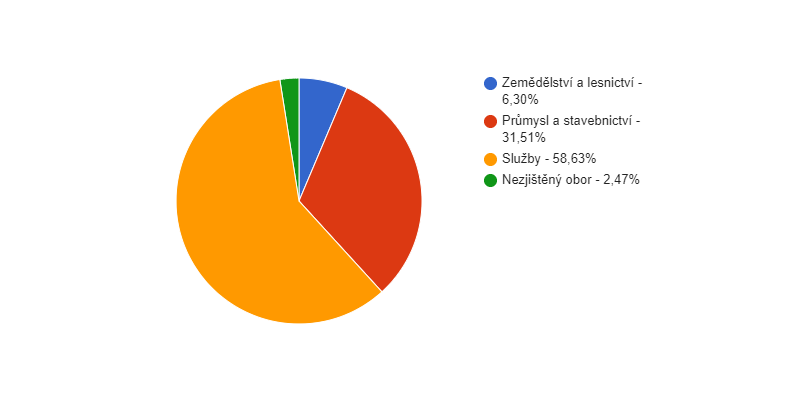 Zemědělství a lesnictví -
6,30%
Průmysl a stavebnictví -
31,51%
Služby - 58,63%
Nezjištěný obor - 2,47%